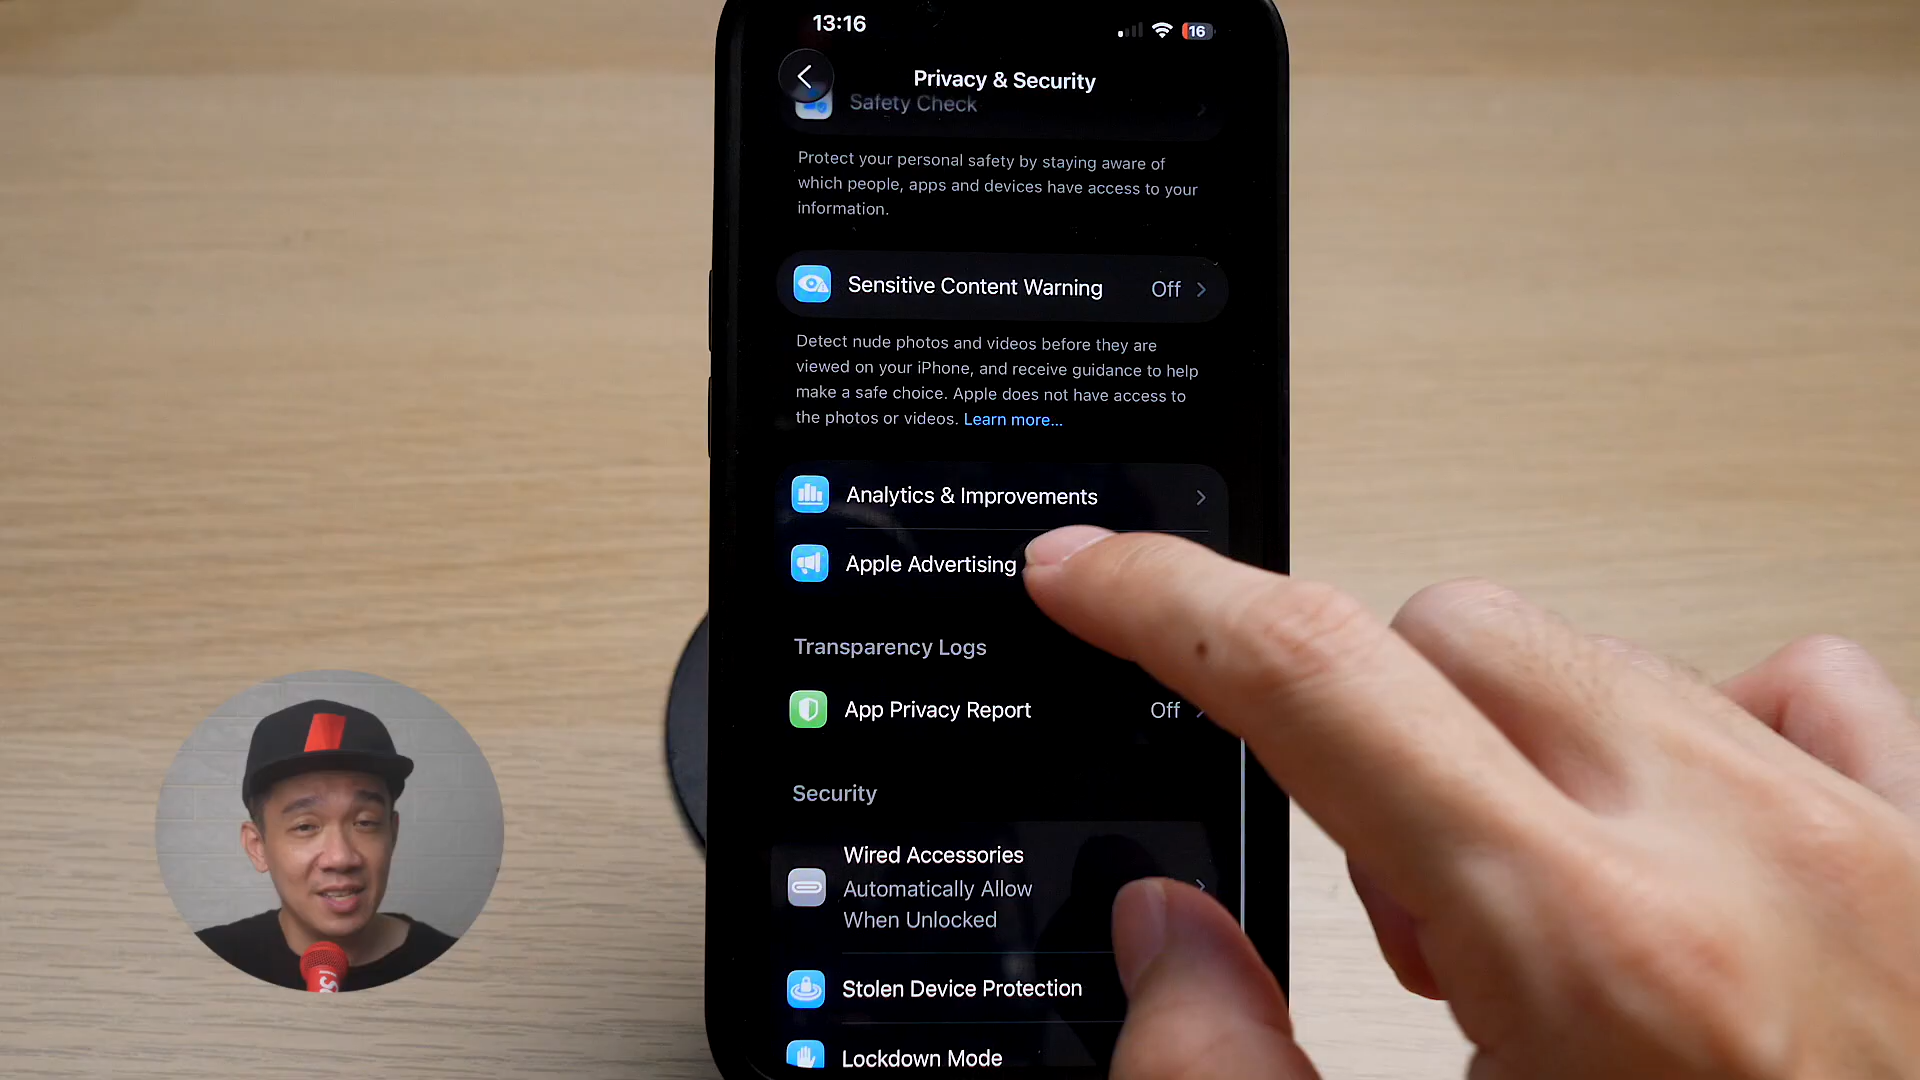 13:16
16
Privacy & Security
Safety Check
Protect your personal safety by staying aware of
which people, apps and devices have access to your
information.
Sensitive Content Warning Off
Detect nude photos and videos before they are
viewed on your iPhone, and receive guidance to help
make a safe choice. Apple does not have access to
the photos or videos. Learn more...
Analytics & Improvements
Apple Advertising
Transparency Logs
App Privacy Report Off
Security
Wired Accessories
Automatically Allow
When Unlocked
Stolen Device Protection
Lockdown Mode